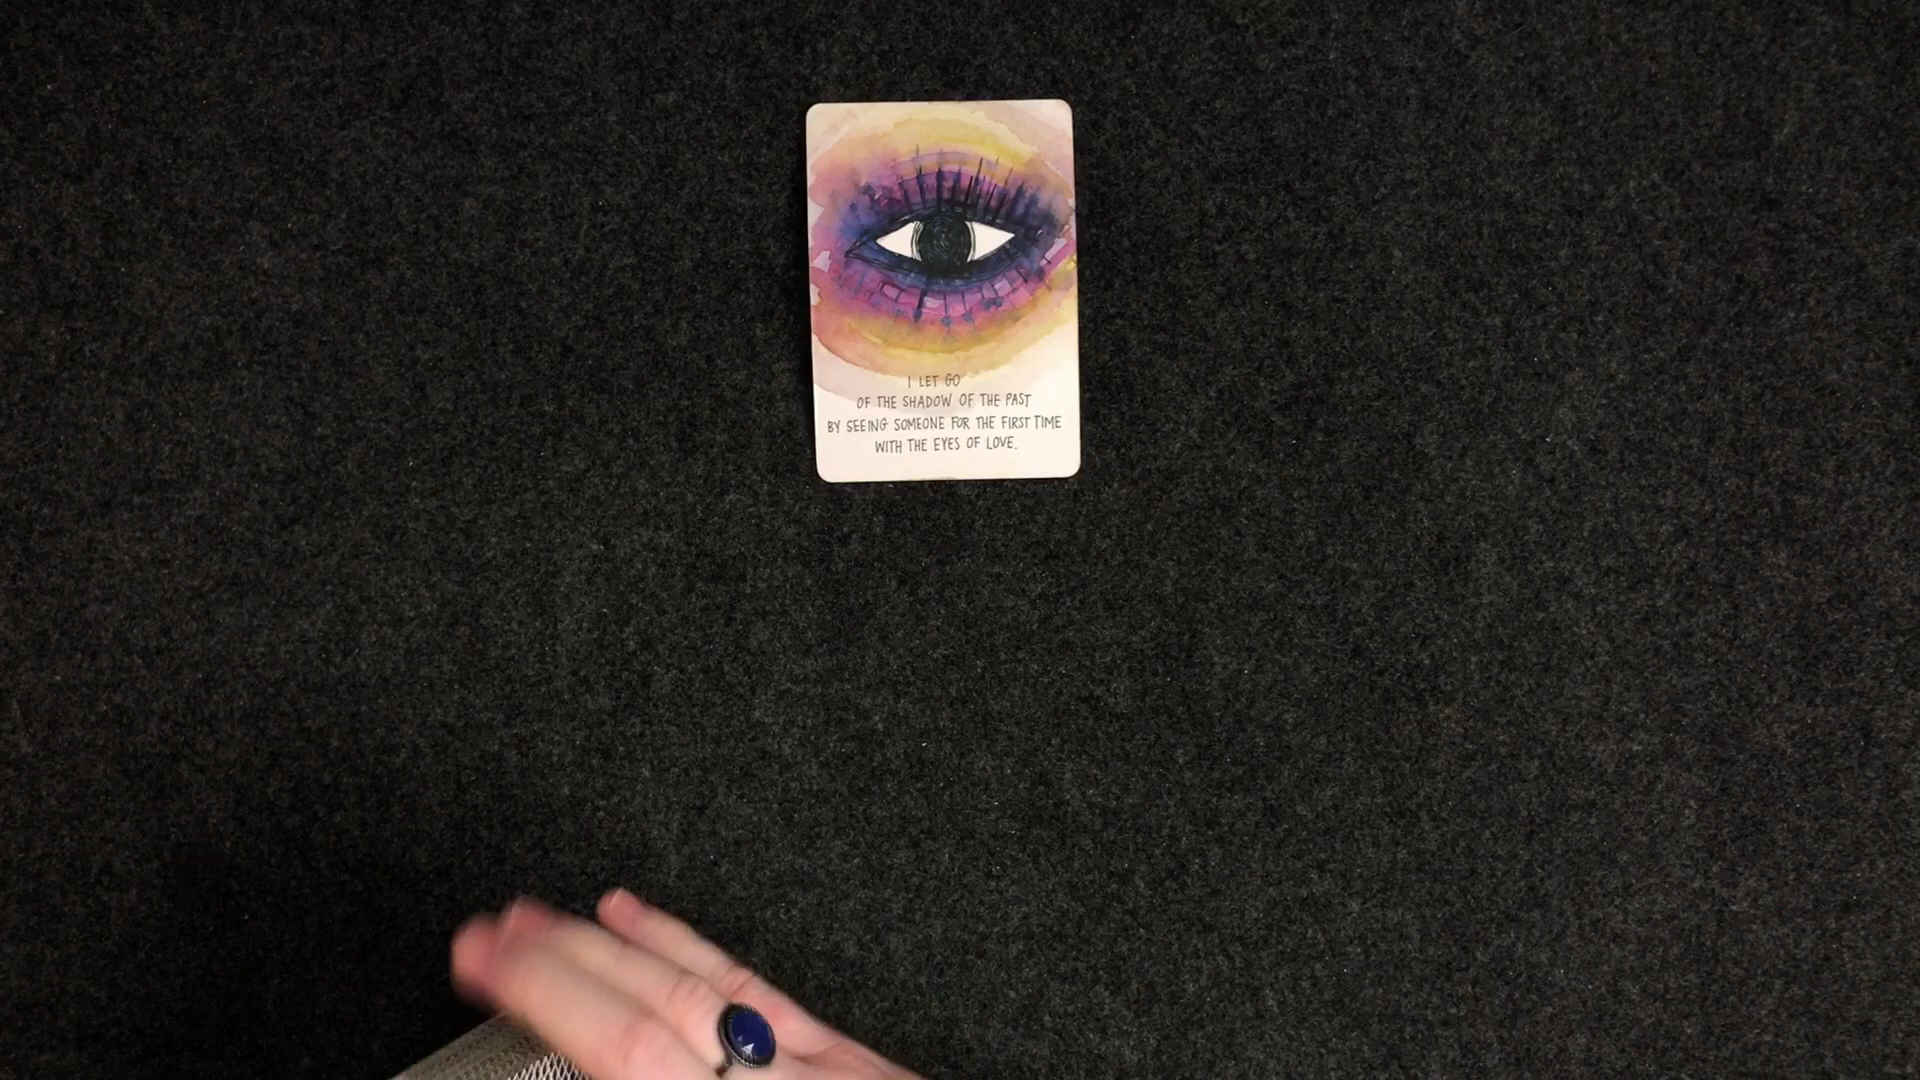 I LET GO
OF THE SHADOW OF THE PAST
BY SEEING SOMEONE FOR THE FIRST TIME
WITH THE EYES OF LOVE.